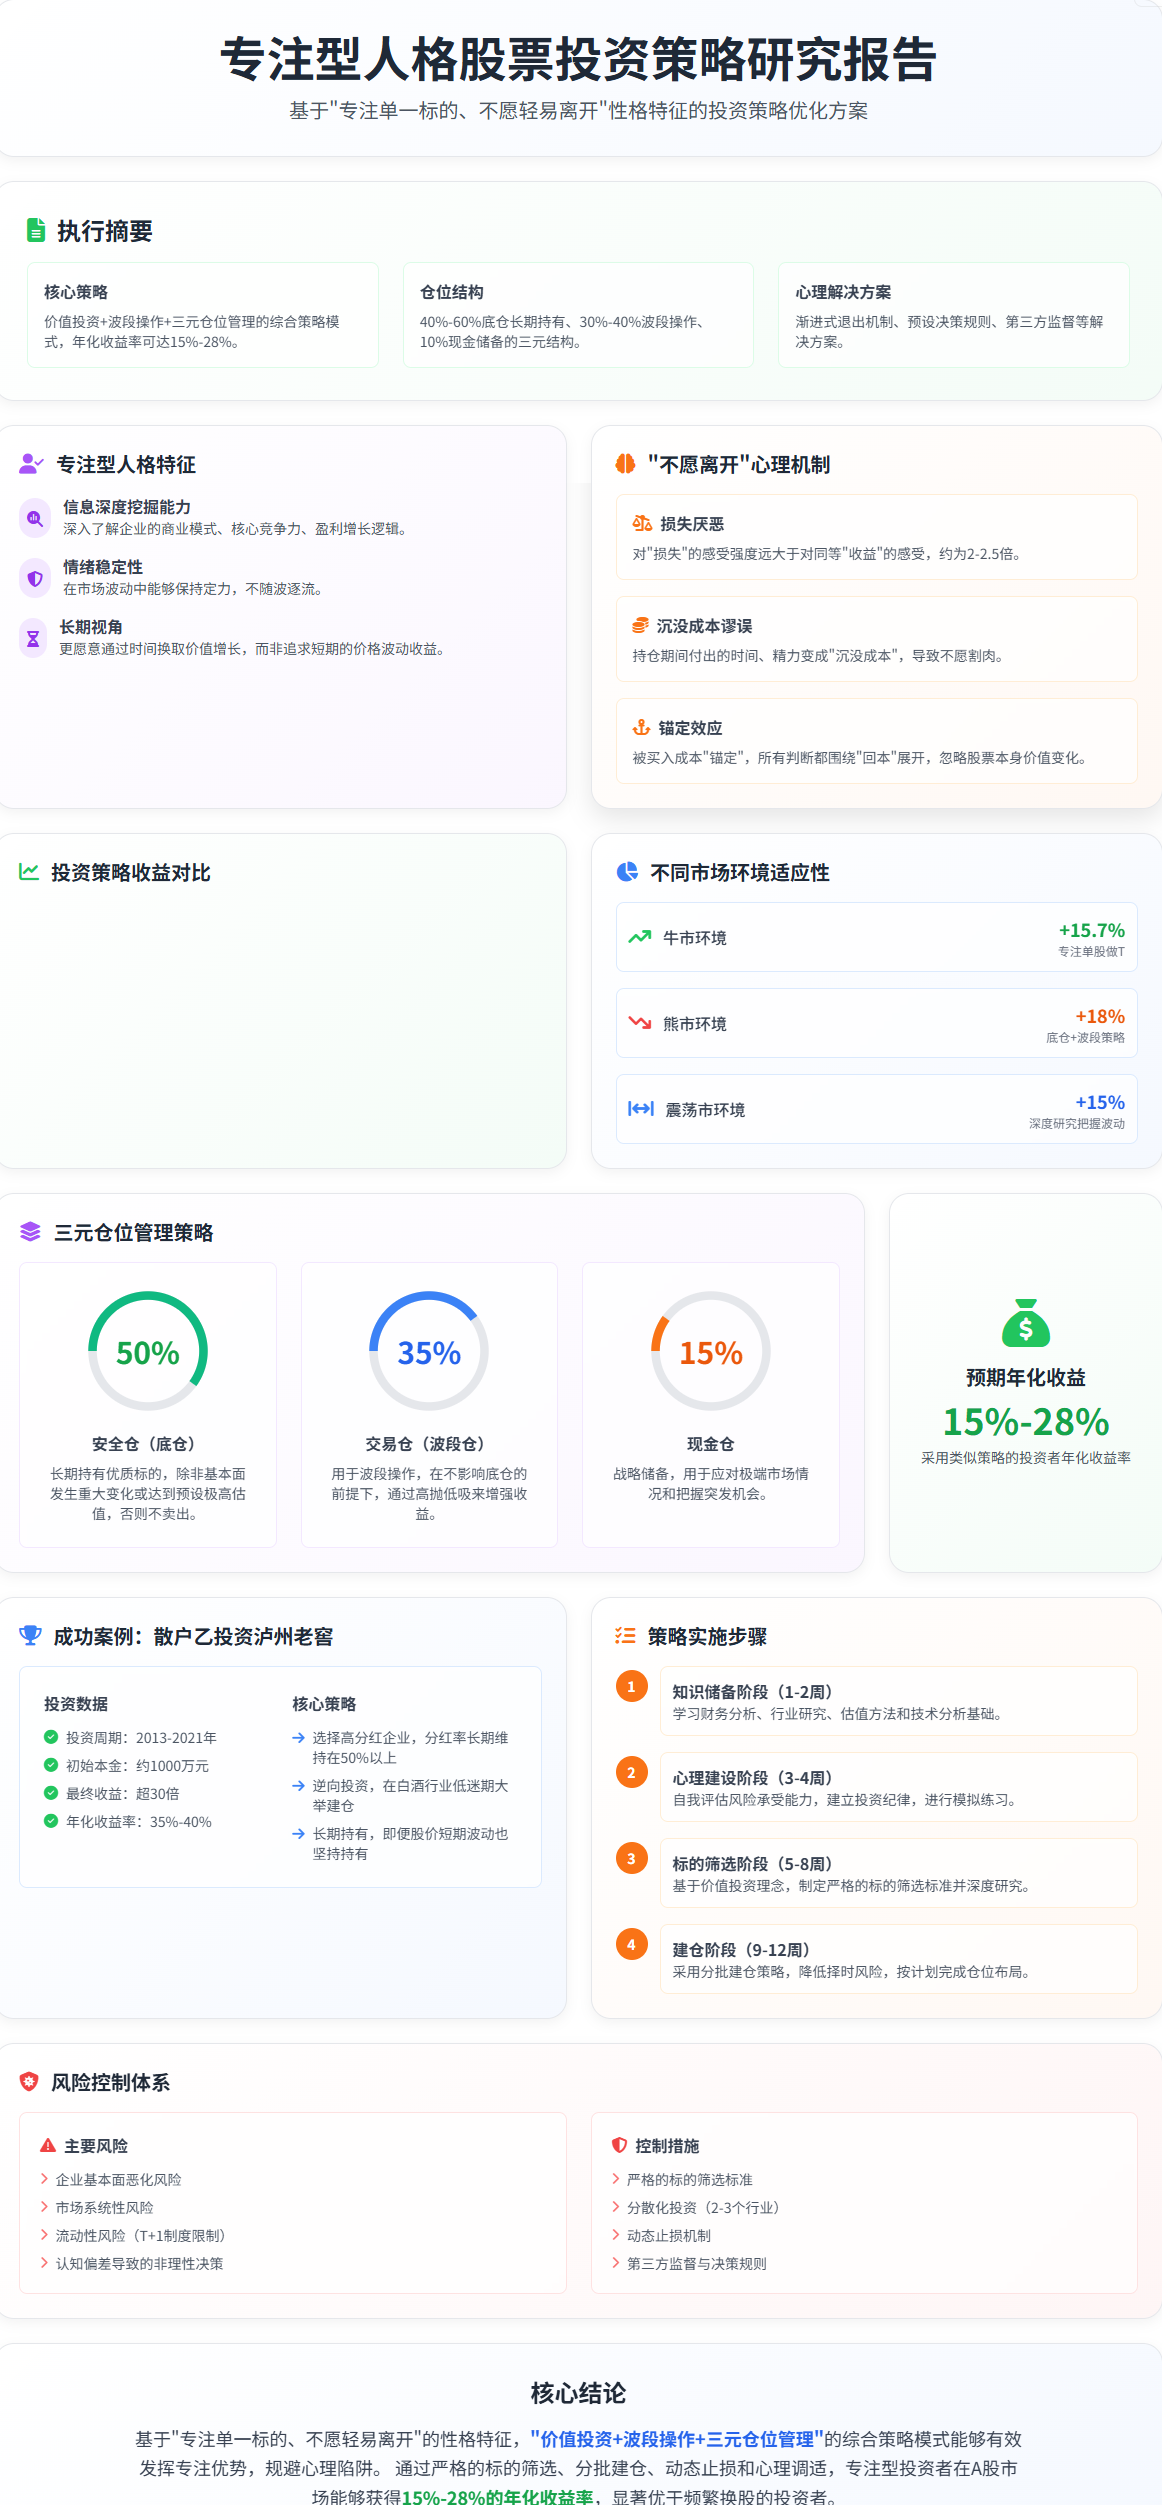 专注型人格股票投资策略研究报告
基于"专注单一标的、不愿轻易离开"性格特征的投资策略优化方案
执行摘要
核心策略
价值投资+波段操作+三元仓位管理的综合策略模
式，年化收益率可达15%-28%。
仓位结构
40%-60%底仓长期持有、30%-40%波段操作、
10%现金储备的三元结构。
心理解决方案
渐进式退出机制、预设决策规则、第三方监督等解
决方案。
专注型人格特征
信息深度挖掘能力
深入了解企业的商业模式、核心竞争力、盈利增长逻辑。
情绪稳定性
在市场波动中能够保持定力，不随波逐流。
长期视角
更愿意通过时间换取价值增长，而非追求短期的价格波动收益。
"不愿离开"心理机制
损失厌恶
对"损失"的感受强度远大于对同等"收益"的感受，约为2-2.5倍。
沉没成本谬误
持仓期间付出的时间、精力变成"沉没成本"，导致不愿割肉。
锚定效应
被买入成本"锚定"，所有判断都围绕"回本"展开，忽略股票本身价值变化。
投资策略收益对比
不同市场环境适应性
牛市环境
+15.7%
专注单股做T
熊市环境
+18%
底仓+波段策略
震荡市环境
+15%
深度研究把握波动
三元仓位管理策略
50%
安全仓（底仓）
长期持有优质标的，除非基本面
发生重大变化或达到预设极高估
值，否则不卖出。
35%
交易仓（波段仓）
用于波段操作，在不影响底仓的
前提下，通过高抛低吸来增强收
益。
15%
现金仓
战略储备，用于应对极端市场情
况和把握突发机会。
预期年化收益
15%-28%
采用类似策略的投资者年化收益率
成功案例：散户乙投资泸州老窖
投资数据
投资周期：2013-2021年
初始本金：约1000万元
最终收益：超30倍
年化收益率：35%-40%
核心策略
选择高分红企业，分红率长期维
持在50%以上
逆向投资，在白酒行业低迷期大
举建仓
长期持有，即便股价短期波动也
坚持持有
策略实施步骤
1
知识储备阶段（1-2周）
学习财务分析、行业研究、估值方法和技术分析基础。
2
心理建设阶段（3-4周）
自我评估风险承受能力，建立投资纪律，进行模拟练习。
3
标的筛选阶段（5-8周）
基于价值投资理念，制定严格的标的筛选标准并深度研究。
4
建仓阶段（9-12周）
采用分批建仓策略，降低择时风险，按计划完成仓位布局。
风险控制体系
主要风险
企业基本面恶化风险
市场系统性风险
流动性风险（T+1制度限制）
认知偏差导致的非理性决策
控制措施
严格的标的筛选标准
分散化投资（2-3个行业）
动态止损机制
第三方监督与决策规则
核心结论
基于"专注单一标的、不愿轻易离开"的性格特征，"价值投资+波段操作+三元仓位管理"的综合策略模式能够有效
发挥专注优势，规避心理陷阱。 通过严格的标的筛选、分批建仓、动态止损和心理调适，专注型投资者在A股市
场能够获得15%-28%的年化收益率，显著优于频繁换股的投资者。